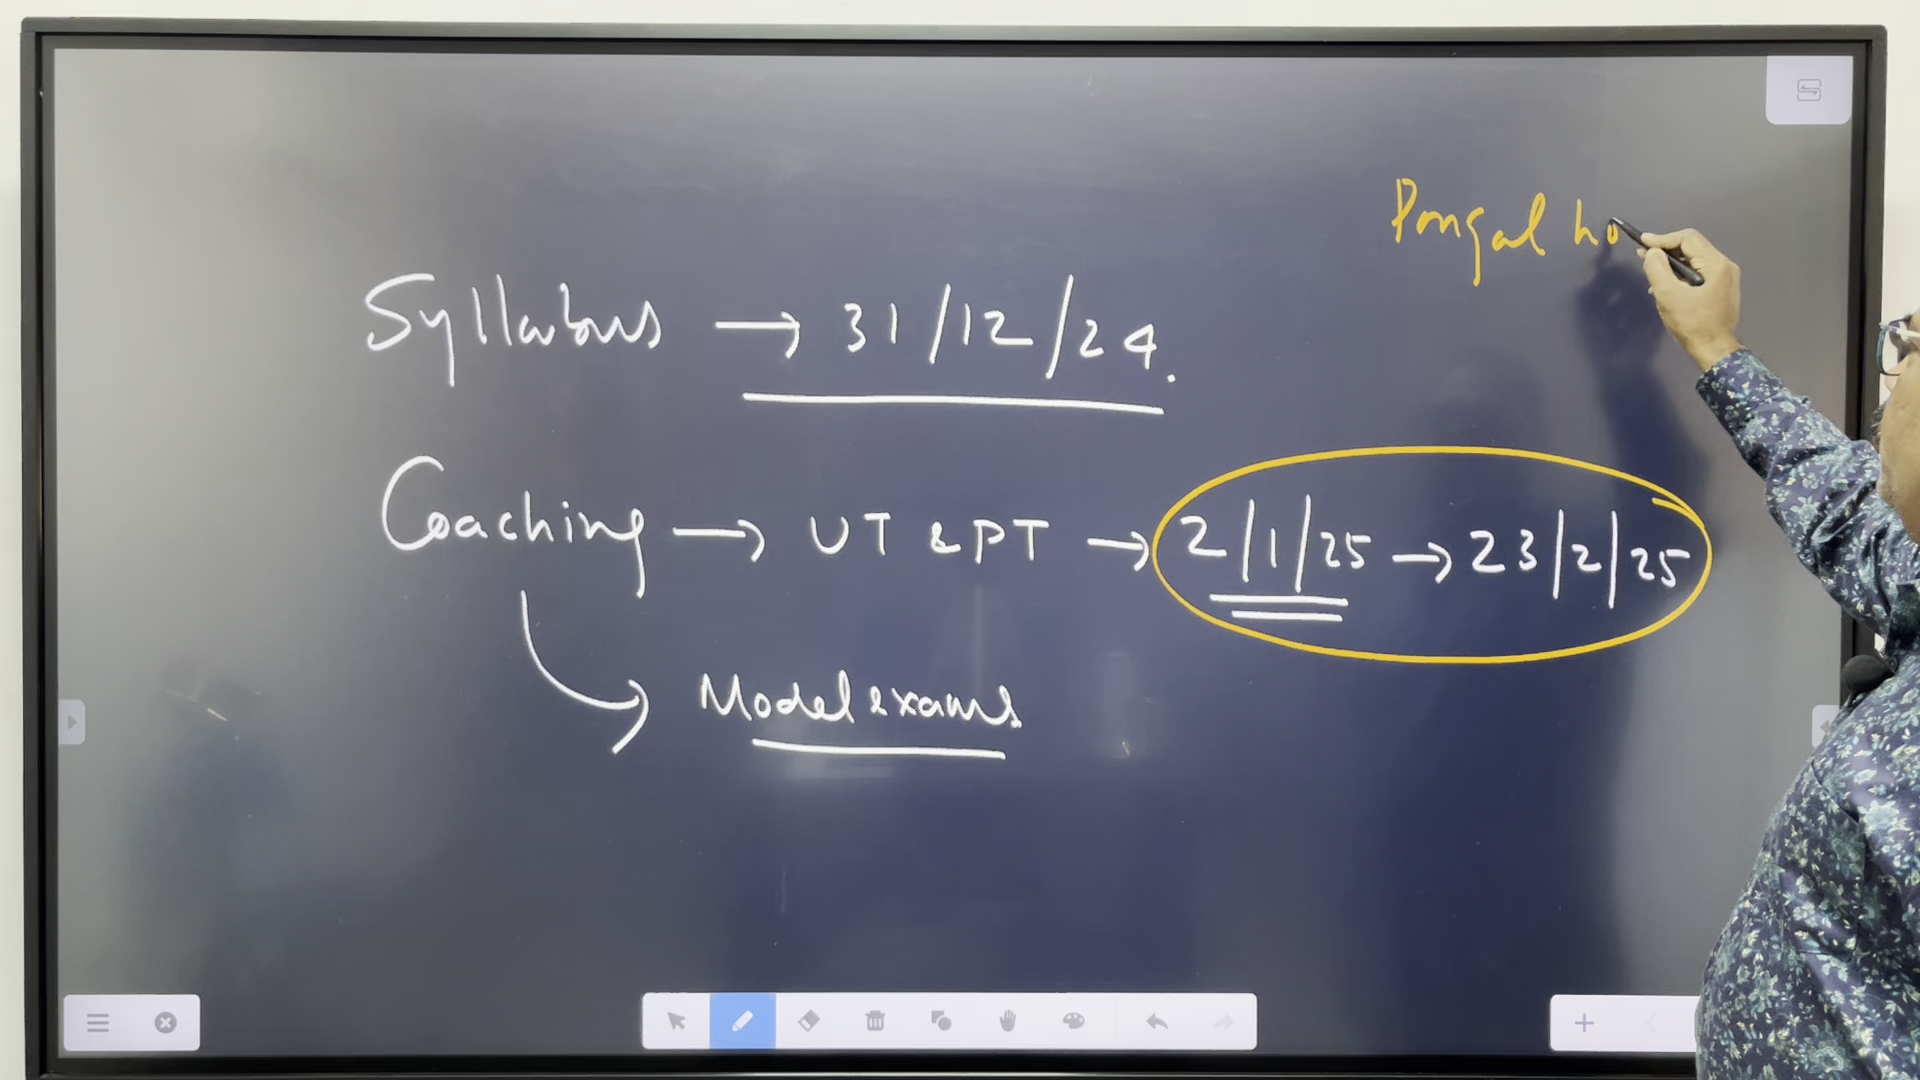 Pongal ho
Syllabus → 31/12/24.
Coaching → UT & PT → 2/1/25 → 23/2/25
→ Model exams